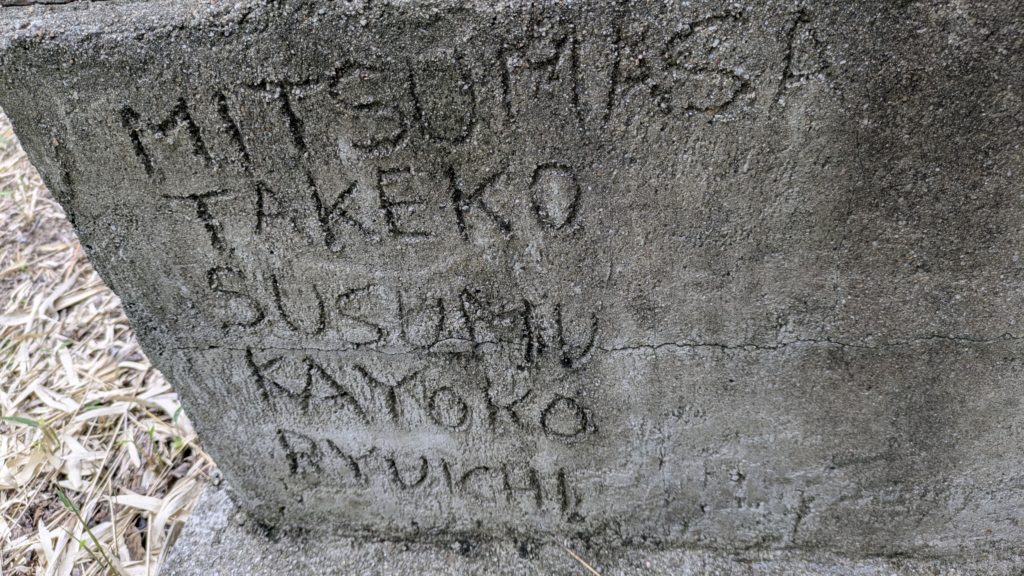 MITSUMASA
TAKEKO
SUSUMU
KAYOKO
RYUICHI